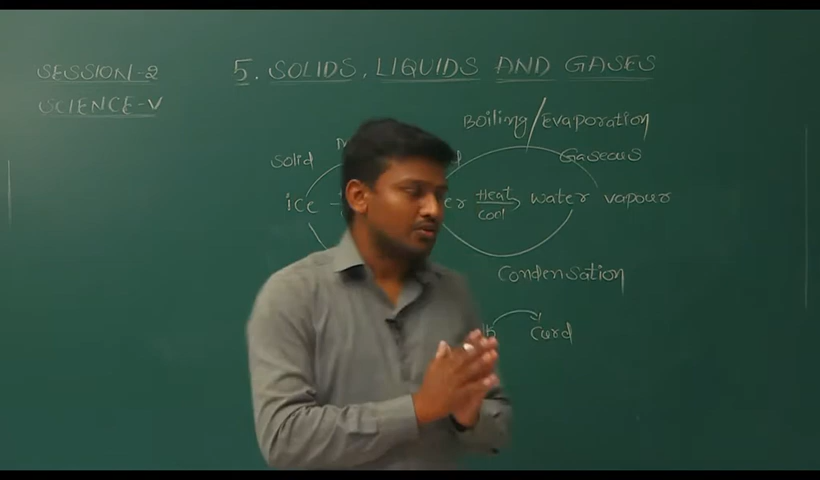 SESSION-2
SCIENCE-V
5. SOLIDS, LIQUIDS AND GASES
Boiling/Evaporation
Solid
Gaseous
ice
Heat
Cool
water vapour
Condensation
Curd